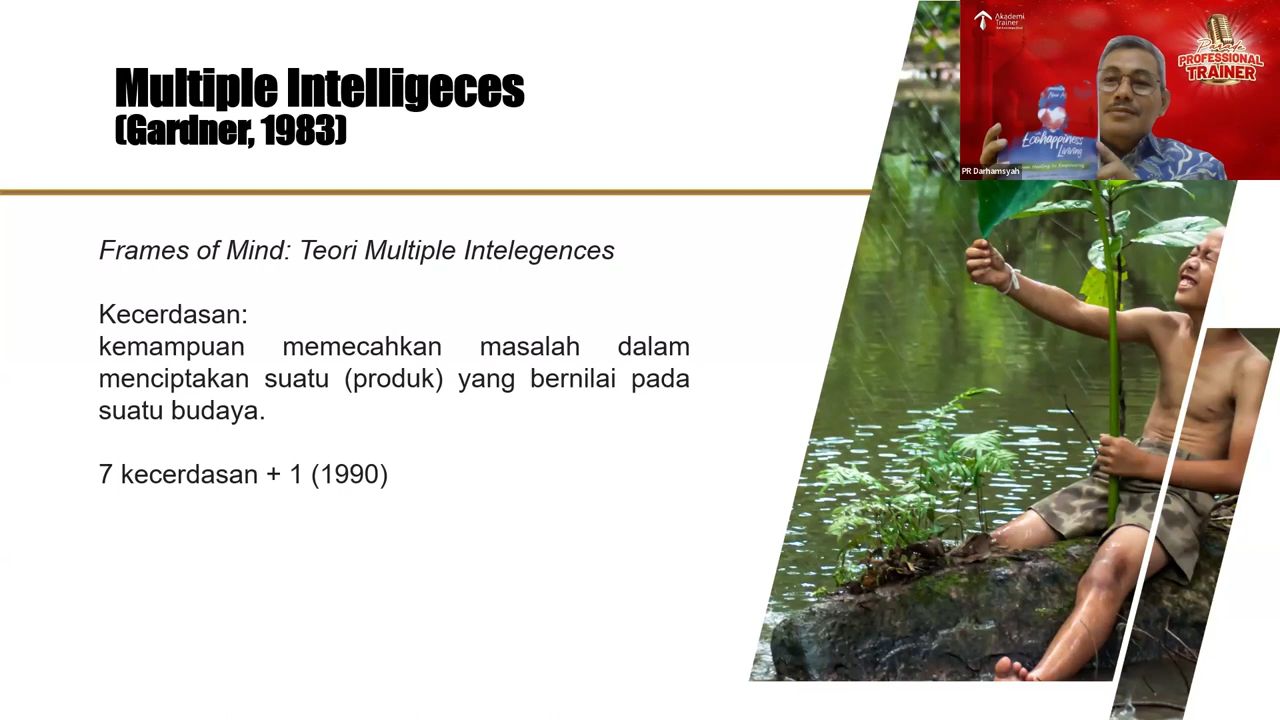 Multiple Intelligeces
(Gardner, 1983)
Frames of Mind: Teori Multiple Intelegences
Kecerdasan:
kemampuan memecahkan masalah dalam
menciptakan suatu (produk) yang bernilai pada
suatu budaya.
7 kecerdasan + 1 (1990)
Akademi
Trainer
Parade
PROFESSIONAL
TRAINER
Ecohappiness
PR Darhamsyah